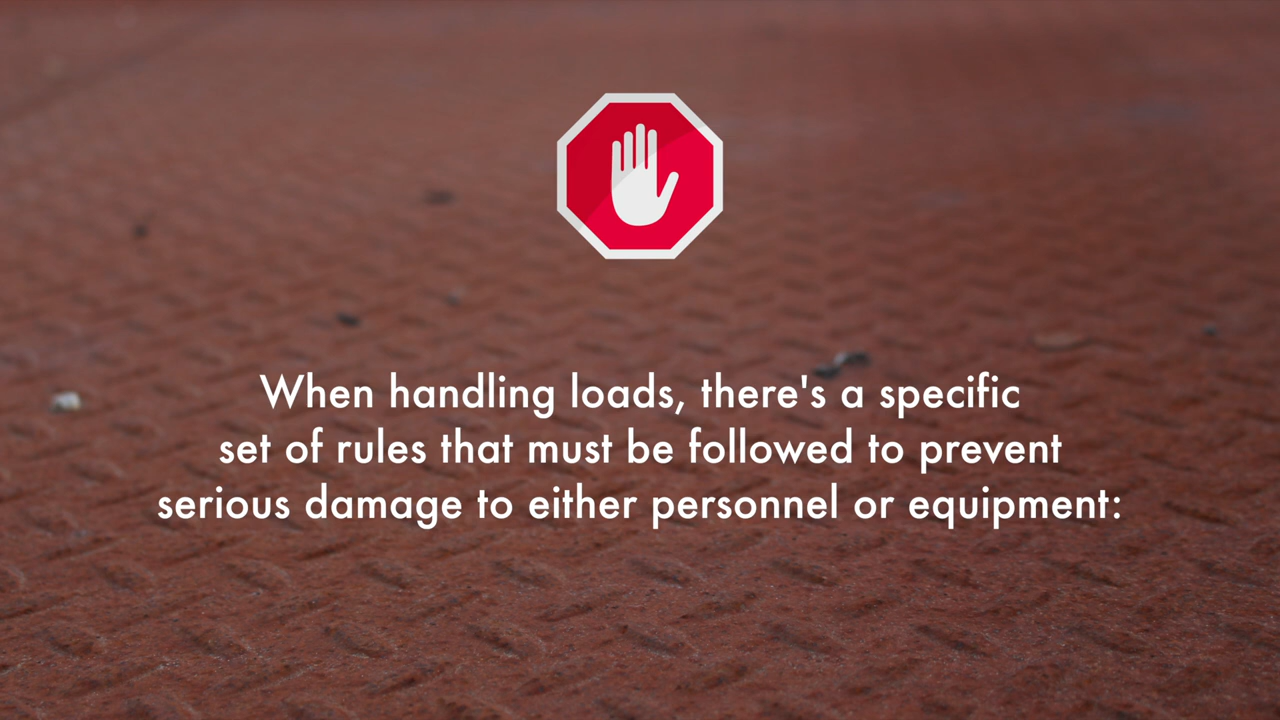 When handling loads, there's a specific
set of rules that must be followed to prevent
serious damage to either personnel or equipment: